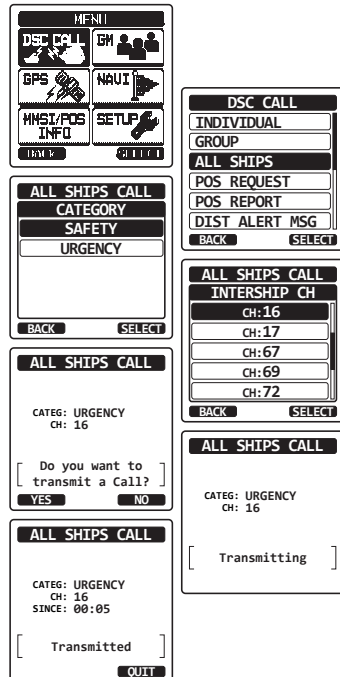 MENU
DSC CALL
GM
GPS
NAVI
MMSI/POS
INFO
SETUP
BACK
SELECT
DSC CALL
INDIVIDUAL
GROUP
ALL SHIPS
POS REQUEST
POS REPORT
DIST ALERT MSG
BACK SELECT
ALL SHIPS CALL
CATEGORY
SAFETY
URGENCY
BACK SELECT
ALL SHIPS CALL
INTERSHIP CH
CH:16
CH:17
CH:67
CH:69
CH:72
BACK SELECT
ALL SHIPS CALL
CATEG: URGENCY
CH: 16
[ Do you want to
transmit a Call? ]
YES NO
ALL SHIPS CALL
CATEG: URGENCY
CH: 16
[ Transmitting ]
ALL SHIPS CALL
CATEG: URGENCY
CH: 16
SINCE: 00:05
[ Transmitted ]
QUIT